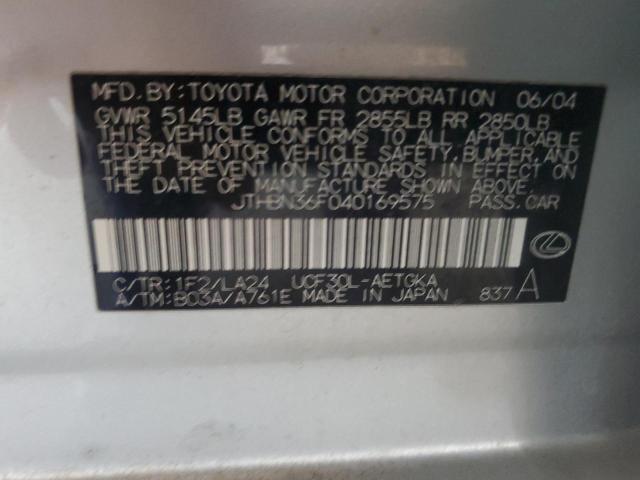 MFD.BY:TOYOTA MOTOR CORPORATION 06/04
GVWR 5145LB GAWR FR 2855LB RR 2850LB
THIS VEHICLE CONFORMS TO ALL APPLICABLE
FEDERAL MOTOR VEHICLE SAFETY,BUMPER,AND
THEFT PREVENTION STANDARDS IN EFFECT ON
THE DATE OF MANUFACTURE SHOWN ABOVE.
JTHBN36F040169575 PASS.CAR
C/TR:1F2/LA24 UCF30L-AETGKA
A/TM:B03A/A761E MADE IN JAPAN 837 A